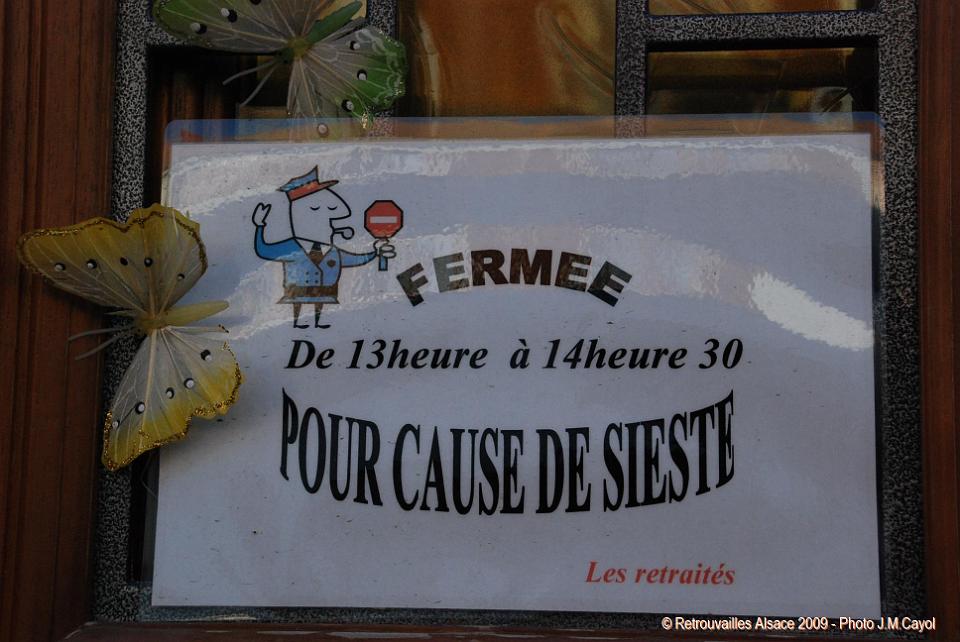 FERMEE
De 13heure à 14heure 30
POUR CAUSE DE SIESTE
Les retraités
© Retrouvailles Alsace 2009 - Photo J.M.Cayol